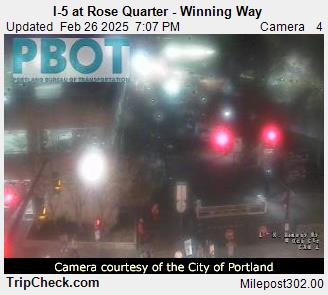 I-5 at Rose Quarter - Winning Way
Updated Feb 26 2025 7:07 PM Camera 4
PBOT
PORTLAND BUREAU OF TRANSPORTATION
Camera courtesy of the City of Portland
TripCheck.com Milepost302.00